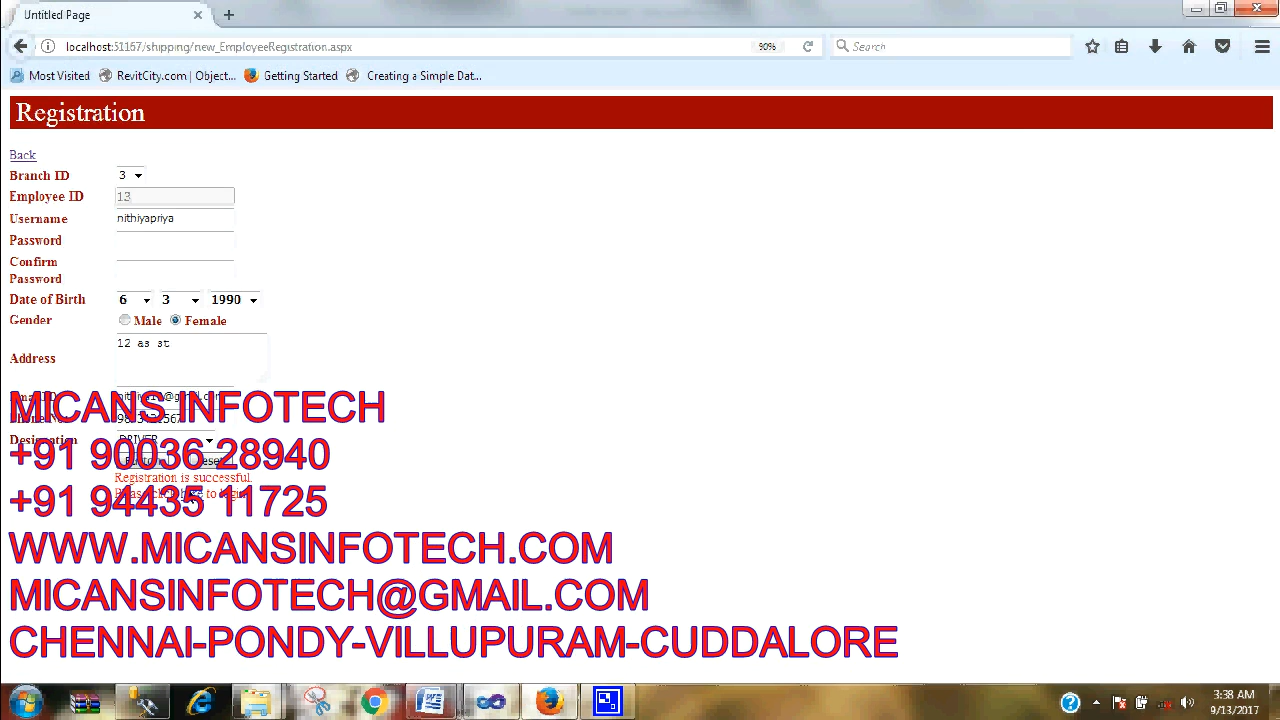 Untitled Page
localhost:51167/shipping/new_EmployeeRegistration.aspx
90%
Search
Most Visited
RevitCity.com | Object...
Getting Started
Creating a Simple Dat...
Registration
Back
Branch ID 3
Employee ID 13
Username nithiyapriya
Password
Confirm
Password
Date of Birth 6 3 1990
Gender Male Female
Address 12 as st
MICANS INFOTECH
Designation DRIVER
+91 90036 28940
Registration is successful.
+91 94435 11725
WWW.MICANSINFOTECH.COM
MICANSINFOTECH@GMAIL.COM
CHENNAI-PONDY-VILLUPURAM-CUDDALORE
3:38 AM
9/13/2017